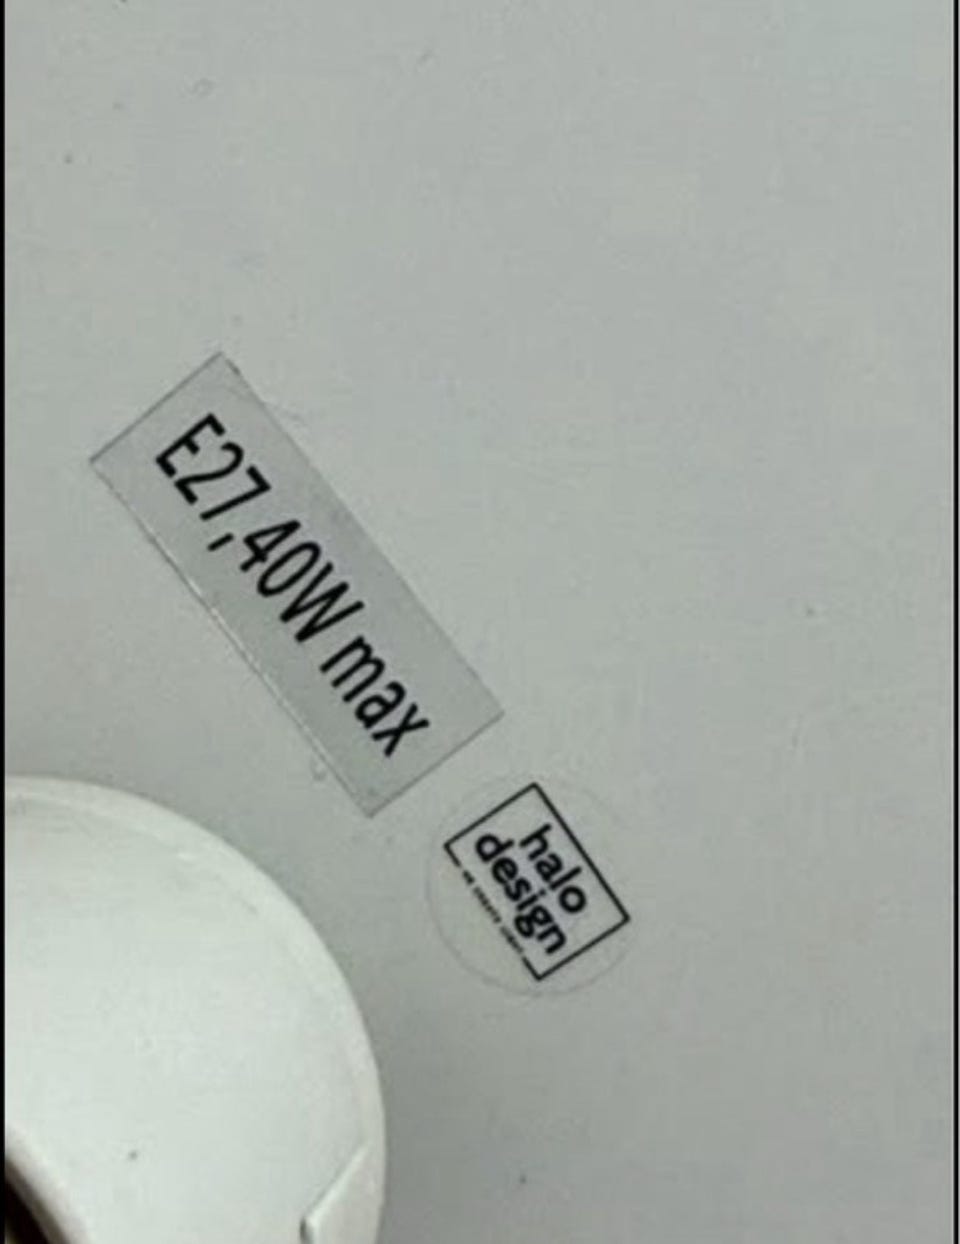 E27,40W max
halo
design